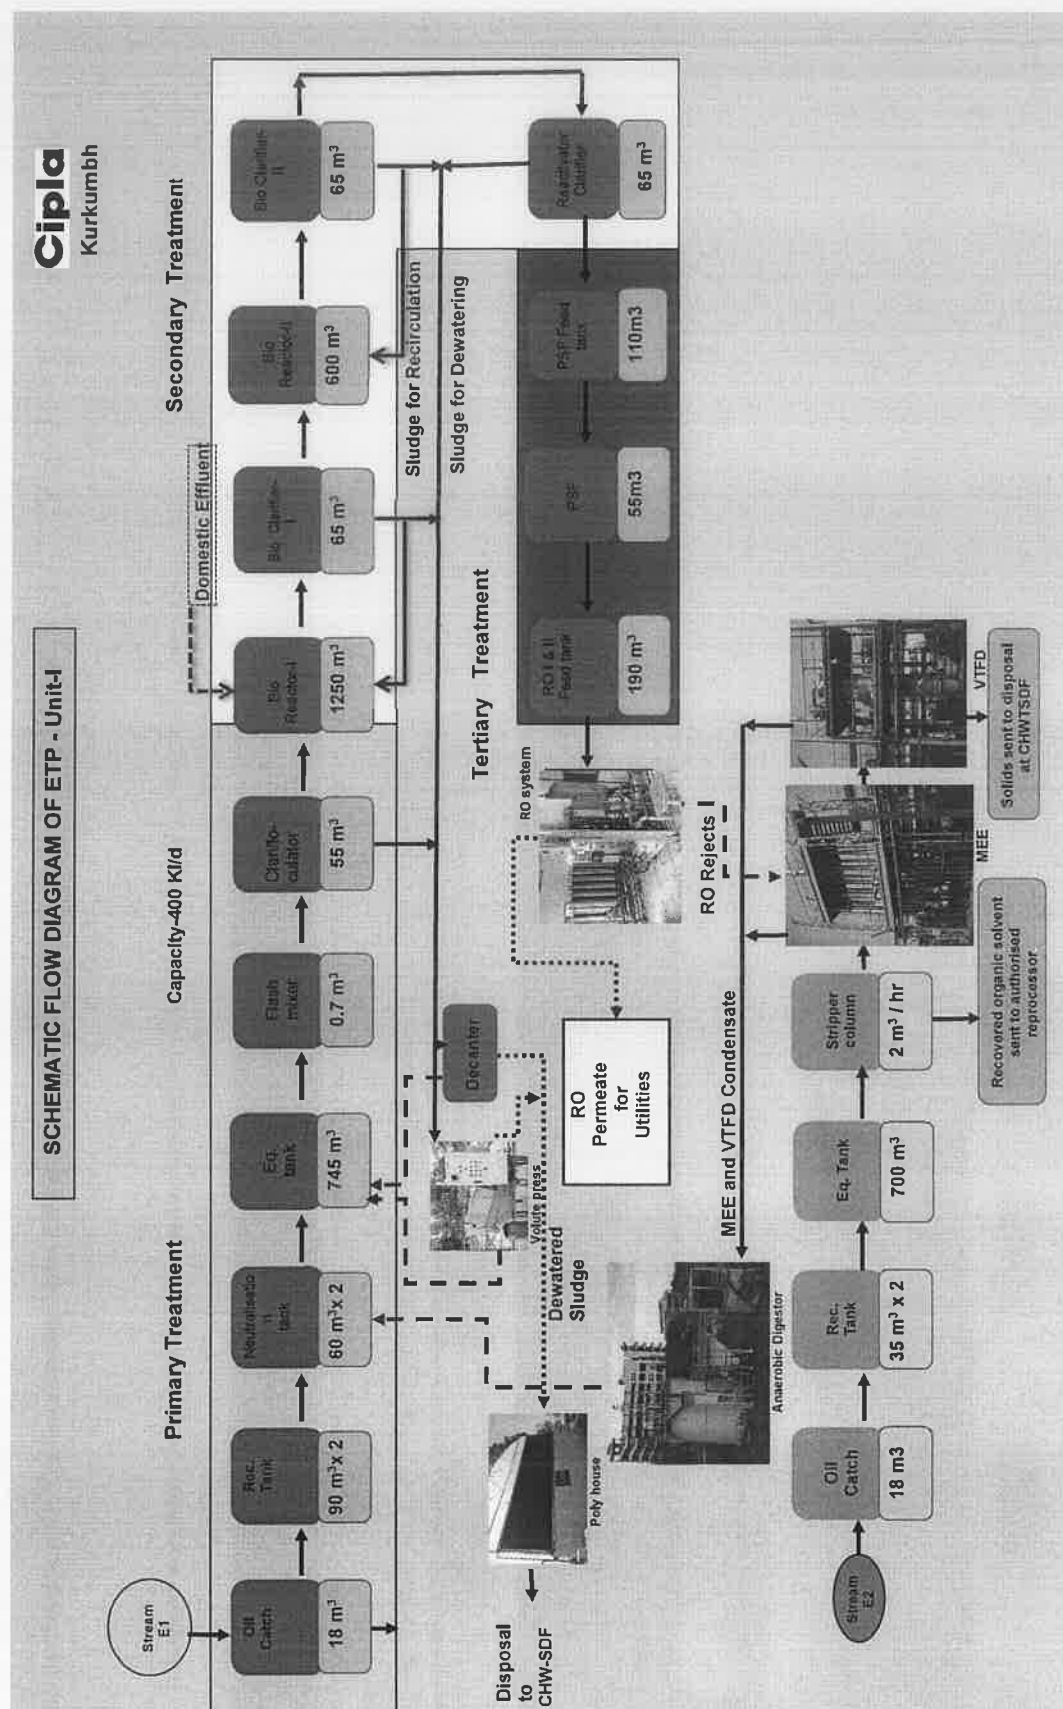 Cipla
Kurkumbh
SCHEMATIC FLOW DIAGRAM OF ETP - Unit-I
Primary Treatment
Capacity-400 Kl/d
Secondary Treatment
Domestic Effluent
Stream
E1
Oil
Catch
18 m³
Rec.
Tank
90 m³x 2
Neutralisatio
n
tank
60 m³x 2
Eq.
tank
745 m³
Flash
mixer
0.7 m³
55 m³
Bio
Reactor-I
1250 m³
Bio Clarifier-
I
65 m³
Bio
Reactor-II
600 m³
Bio Clarifier-
II
65 m³
Sludge for Recirculation
Sludge for Dewatering
Reactivator
Clarifier
65 m³
Tertiary Treatment
PSF Feed
tank
110/m3
PSF
55m3
RO I & II
Feed tank
190 m³
RO system
RO Rejects
RO
Permeate
for
Utilities
Decanter
Volute press
Dewatered
Sludge
Poly house
Disposal
to
CHW-SDF
Anaerobic Digestor
MEE and VTFD Condensate
Stream
E2
Oil
Catch
18 m3
Rec.
Tank
35 m³ x 2
Eq. Tank
700 m³
Stripper
column
2 m³ / hr
Recovered organic solvent
sent to authorised
reprocessor
MEE
VTFD
Solids sent to disposal
at CHWTSDF